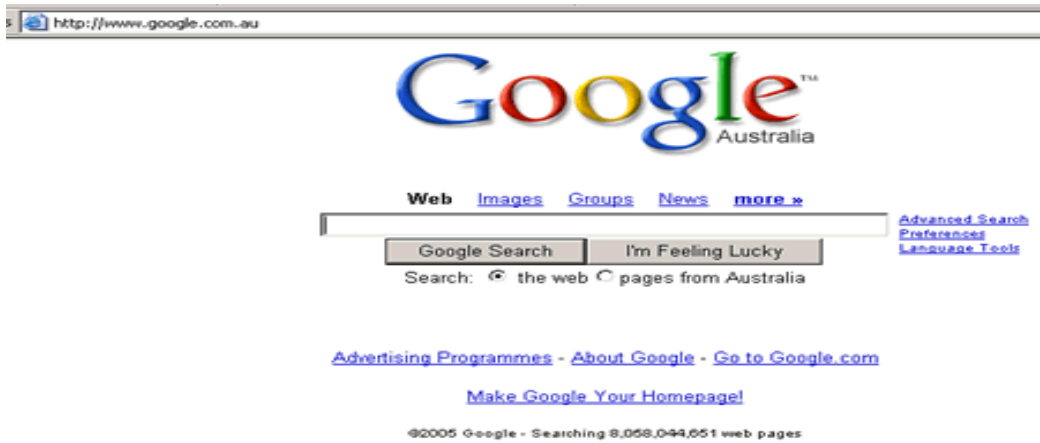 s http://www.google.com.au
Google™
Australia
Web Images Groups News more »
Advanced Search
Preferences
Language Tools
Google Search I'm Feeling Lucky
Search: the web pages from Australia
Advertising Programmes - About Google - Go to Google.com
Make Google Your Homepage!
©2005 Google - Searching 8,058,044,651 web pages